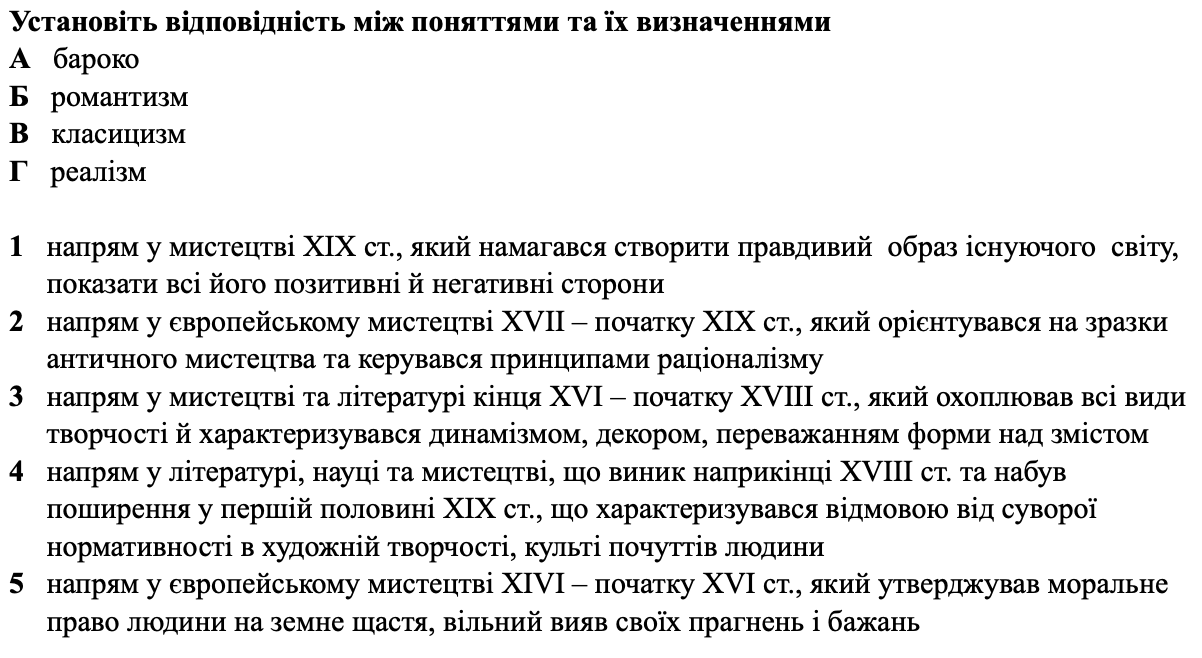 Установіть відповідність між поняттями та їх визначеннями
А бароко
Б романтизм
В класицизм
Г реалізм
1 напрям у мистецтві ХІХ ст., який намагався створити правдивий образ існуючого світу,
показати всі його позитивні й негативні сторони
2 напрям у європейському мистецтві XVII – початку ХІХ ст., який орієнтувався на зразки
античного мистецтва та керувався принципами раціоналізму
3 напрям у мистецтві та літературі кінця XVI – початку XVIII ст., який охоплював всі види
творчості й характеризувався динамізмом, декором, переважанням форми над змістом
4 напрям у літературі, науці та мистецтві, що виник наприкінці XVIII ст. та набув
поширення у першій половині ХІХ ст., що характеризувався відмовою від суворої
нормативності в художній творчості, культі почуттів людини
5 напрям у європейському мистецтві XIVI – початку XVI ст., який утверджував моральне
право людини на земне щастя, вільний вияв своїх прагнень і бажань